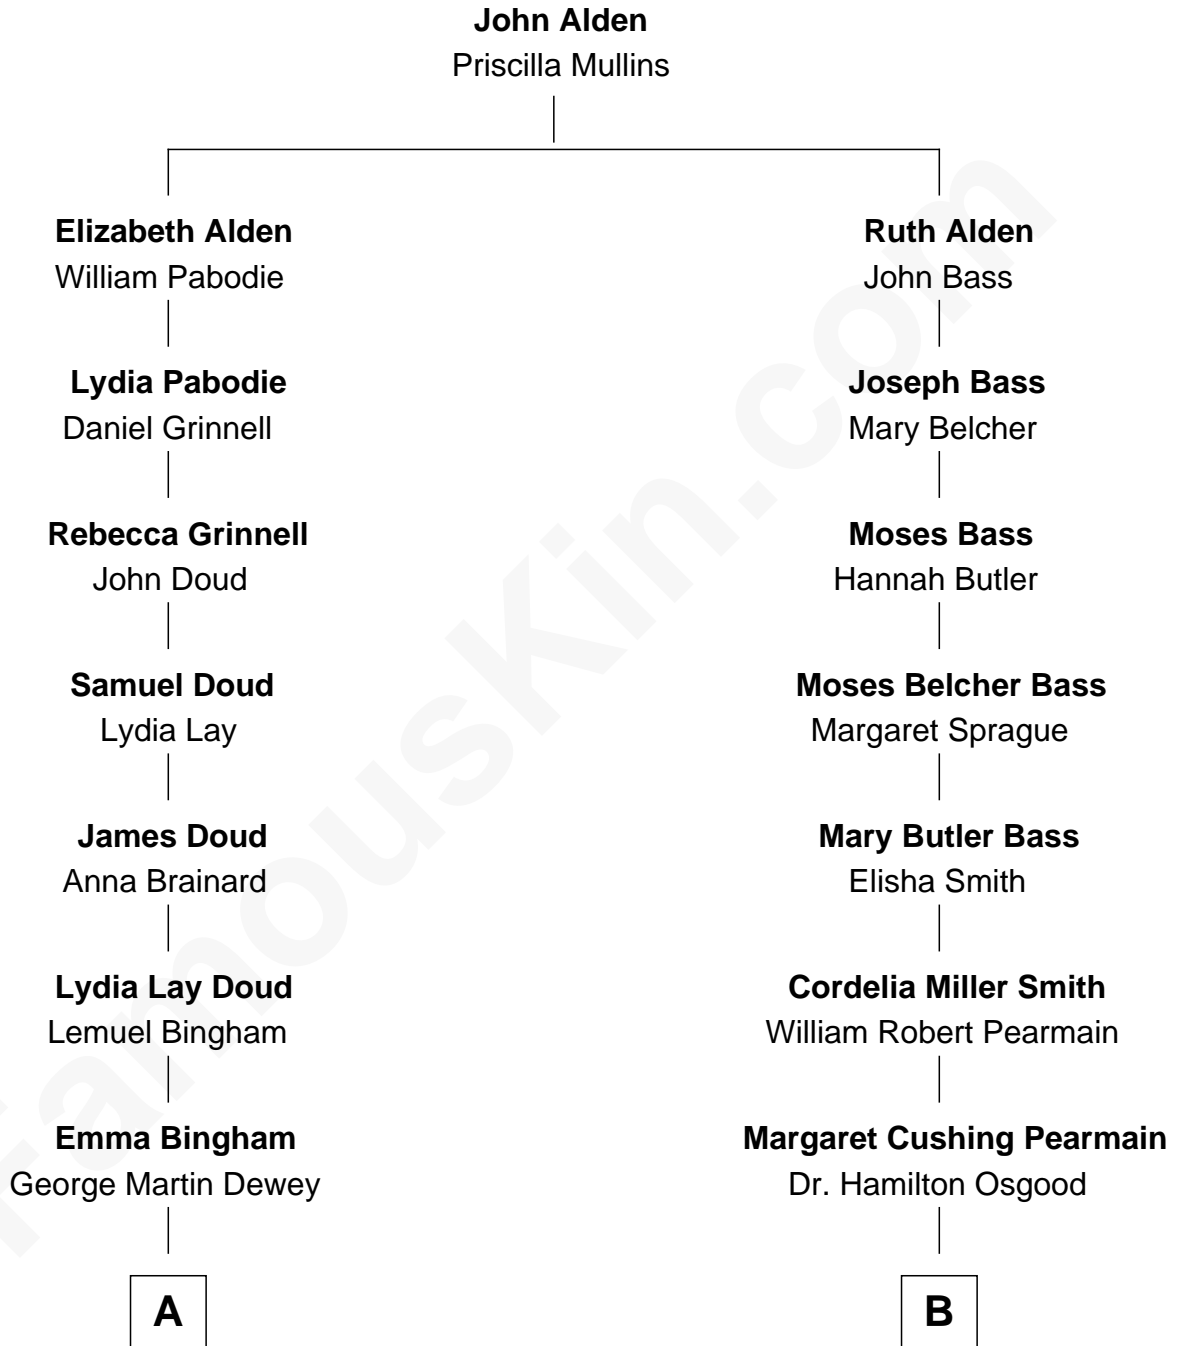 John Alden
Priscilla Mullins
Elizabeth Alden
William Pabodie
Ruth Alden
John Bass
Lydia Pabodie
Daniel Grinnell
Joseph Bass
Mary Belcher
Rebecca Grinnell
John Doud
Moses Bass
Hannah Butler
Samuel Doud
Lydia Lay
Moses Belcher Bass
Margaret Sprague
James Doud
Anna Brainard
Mary Butler Bass
Elisha Smith
Lydia Lay Doud
Lemuel Bingham
Cordelia Miller Smith
William Robert Pearmain
Emma Bingham
George Martin Dewey
Margaret Cushing Pearmain
Dr. Hamilton Osgood
A
B
FamousKin.com